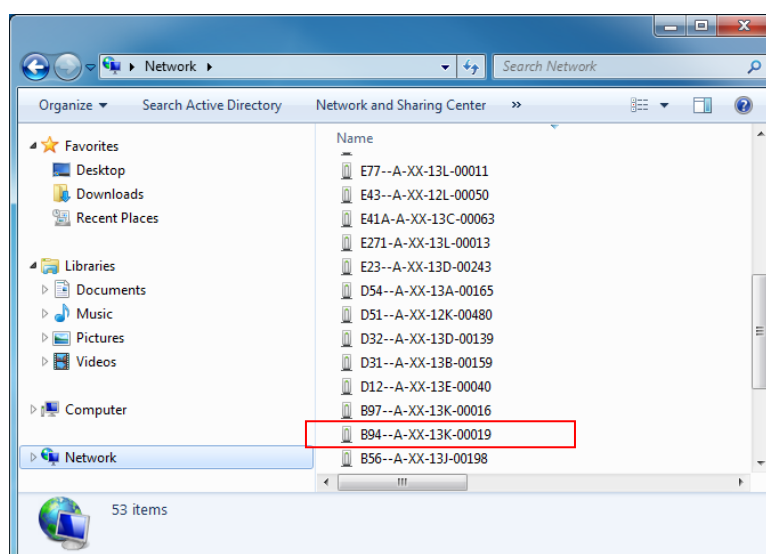 Network
Search Network
Organize
Search Active Directory
Network and Sharing Center
»
Favorites
Desktop
Downloads
Recent Places
Libraries
Documents
Music
Pictures
Videos
Computer
Network
Name
E77--A-XX-13L-00011
E43--A-XX-12L-00050
E41A-A-XX-13C-00063
E271-A-XX-13L-00013
E23--A-XX-13D-00243
D54--A-XX-13A-00165
D51--A-XX-12K-00480
D32--A-XX-13D-00139
D31--A-XX-13B-00159
D12--A-XX-13E-00040
B97--A-XX-13K-00016
B94--A-XX-13K-00019
B56--A-XX-13J-00198
53 items